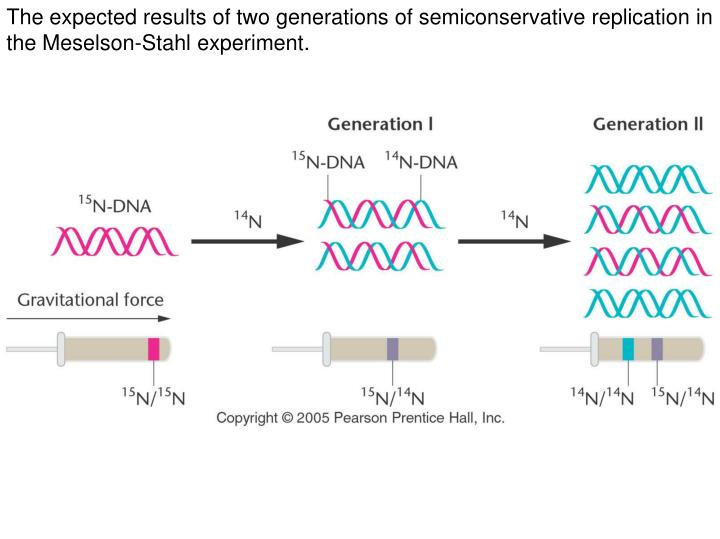 The expected results of two generations of semiconservative replication in
the Meselson-Stahl experiment.
Generation I
Generation II
¹⁵N-DNA ¹⁴N-DNA
¹⁵N-DNA
¹⁴N
¹⁴N
Gravitational force
¹⁵N/¹⁵N
¹⁵N/¹⁴N
¹⁴N/¹⁴N
¹⁵N/¹⁴N
Copyright © 2005 Pearson Prentice Hall, Inc.